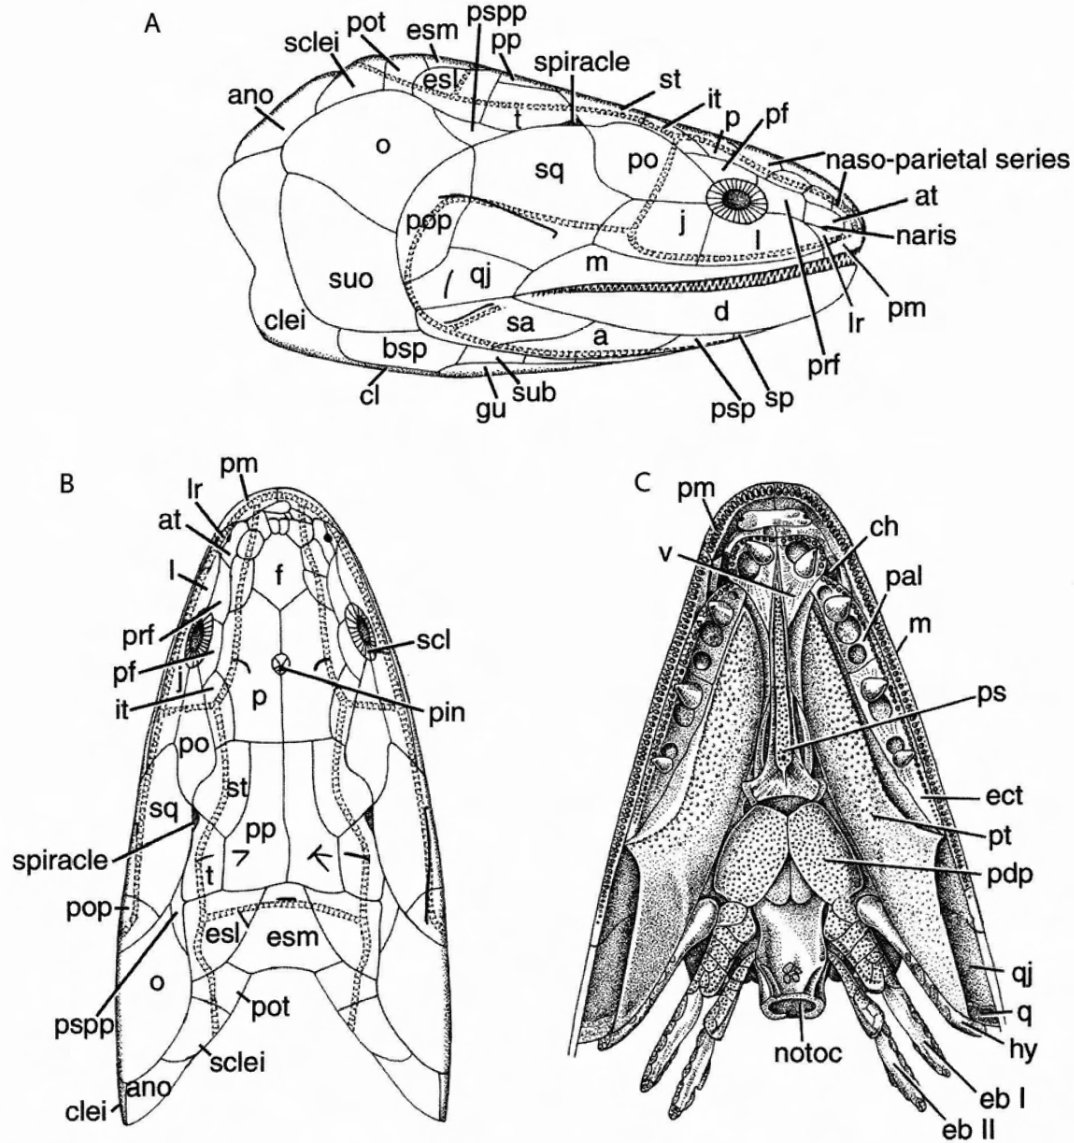 A
pspp
esm
pp
pot
sclei
spiracle
st
it
p
pf
ano
esl
t
naso-parietal series
o
sq
po
at
naris
pop
j
l
m
qj
suo
d
pm
lr
clei
sa
a
prf
bsp
sub
cl
gu
psp
sp
B
pm
lr
at
l
f
prf
scl
pf
j
it
p
pin
po
st
sq
pp
spiracle
t
pop
esl
esm
o
pot
pspp
sclei
ano
clei
C
pm
ch
v
pal
m
ps
ect
pt
pdp
qj
q
hy
notoc
eb I
eb II